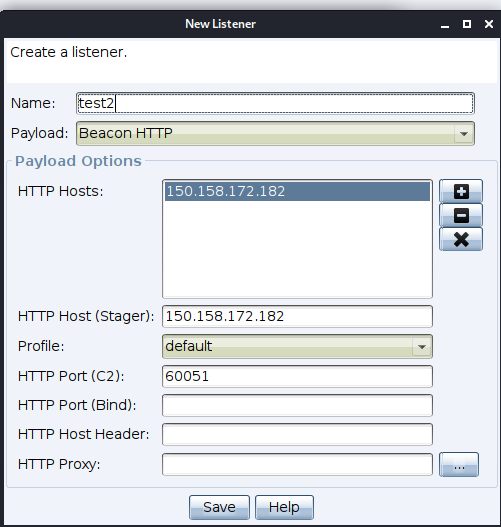 New Listener
Create a listener.
Name: test2
Payload: Beacon HTTP
Payload Options
HTTP Hosts: 150.158.172.182
HTTP Host (Stager): 150.158.172.182
Profile: default
HTTP Port (C2): 60051
HTTP Port (Bind):
HTTP Host Header:
HTTP Proxy: ...
Save Help